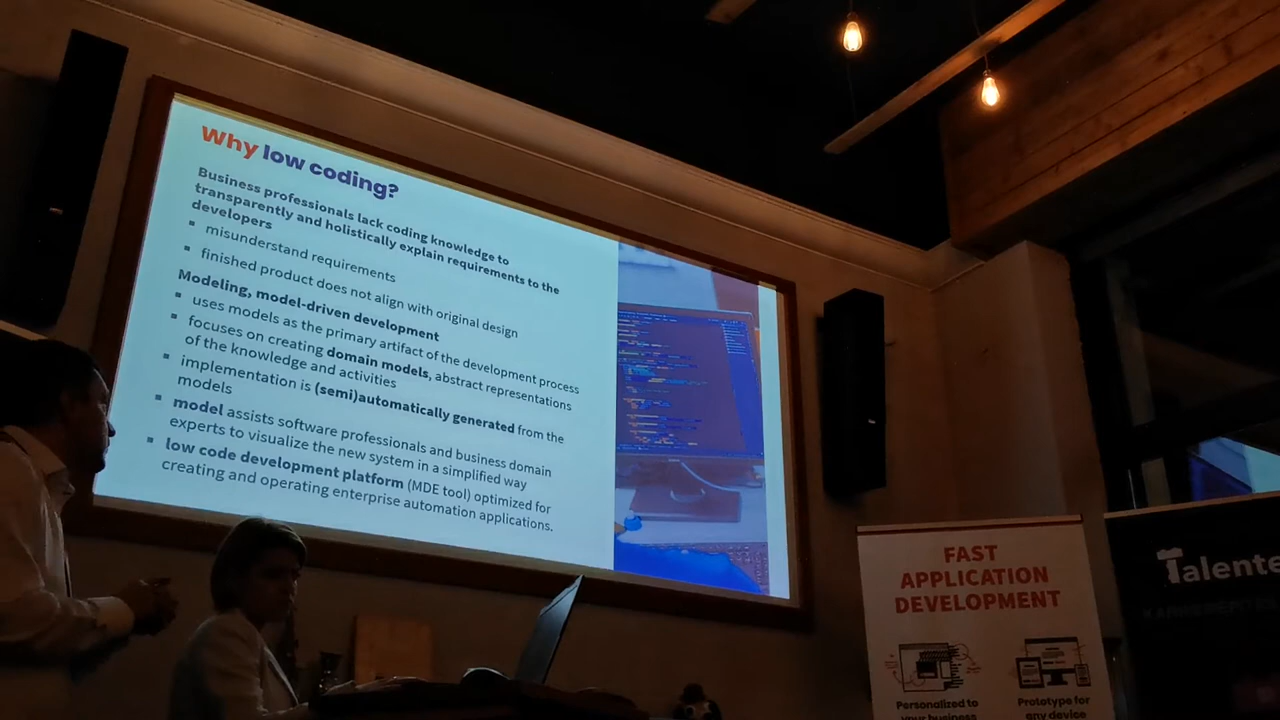 Why low coding?
Business professionals lack coding knowledge to
transparently and holistically explain requirements to the
developers
▪ misunderstand requirements
▪ finished product does not align with original design
Modeling, model-driven development
▪ uses models as the primary artifact of the development process
▪ focuses on creating domain models, abstract representations
of the knowledge and activities
▪ implementation is (semi)automatically generated from the
models
▪ model assists software professionals and business domain
experts to visualize the new system in a simplified way
▪ low code development platform (MDE tool) optimized for
creating and operating enterprise automation applications.
FAST
APPLICATION
DEVELOPMENT
Personalized to
your business
Prototype for
any device
Talente